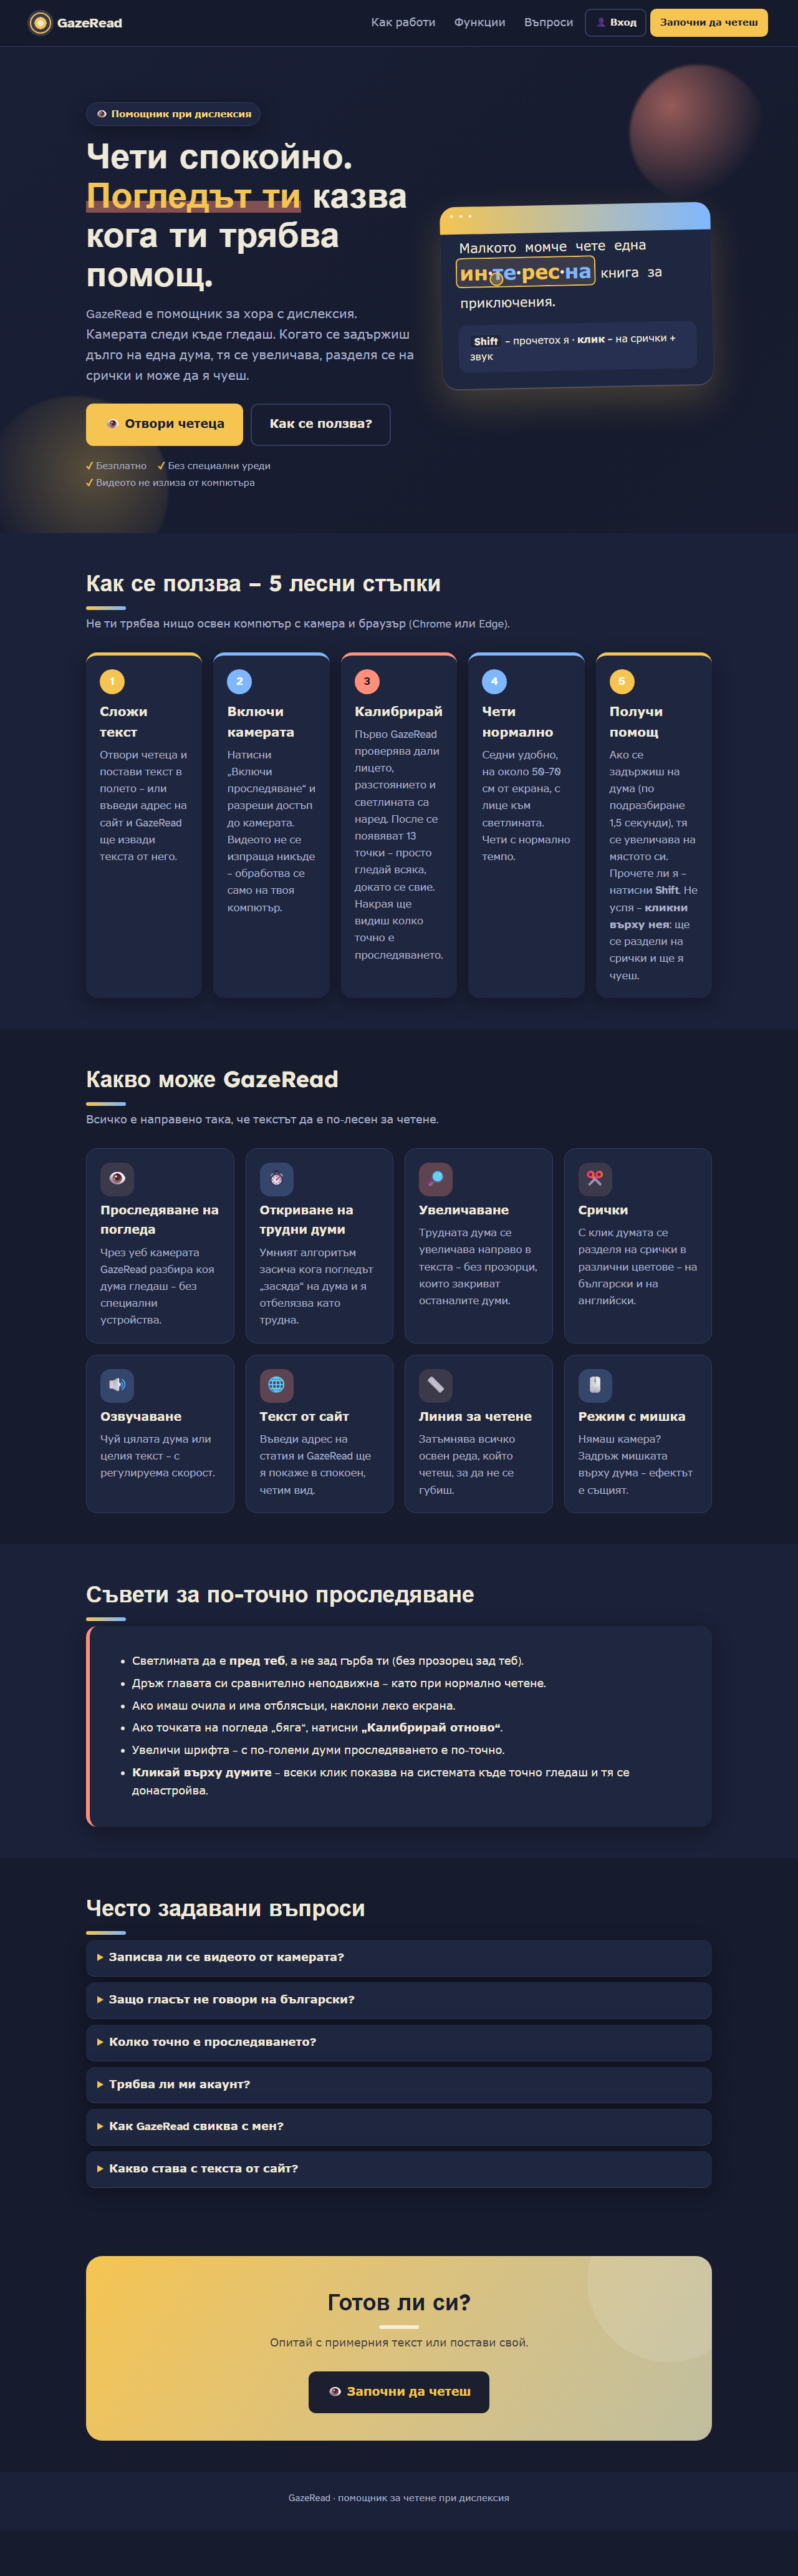 GazeRead
Как работи
Функции
Въпроси
Вход
Започни да четеш
Помощник при дислексия
Чети спокойно.
Погледът ти казва
кога ти трябва
помощ.
GazeRead е помощник за хора с дислексия.
Камерата следи къде гледаш. Когато се задържиш
дълго на една дума, тя се увеличава, разделя се на
срички и може да я чуеш.
Отвори четеца
Как се ползва?
✓ Безплатно ✓ Без специални уреди
✓ Видеото не излиза от компютъра
Малкото момче чете една
ин·те·рес·на книга за
приключения.
Shift – прочетох я · клик – на срички +
звук
Как се ползва – 5 лесни стъпки
Не ти трябва нищо освен компютър с камера и браузър (Chrome или Edge).
1
Сложи
текст
Отвори четеца и
постави текст в
полето – или
въведи адрес на
сайт и GazeRead
ще извади
текста от него.
2
Включи
камерата
Натисни
„Включи
проследяване“ и
разреши достъп
до камерата.
Видеото не се
изпраща никъде
– обработва се
само на твоя
компютър.
3
Калибрирай
Първо GazeRead
проверява дали
лицето,
разстоянието и
светлината са
наред. После се
появяват 13
точки – просто
гледай всяка,
докато се свие.
Накрая ще
видиш колко
точно е
проследяването.
4
Чети
нормално
Седни удобно,
на около 50–70
см от екрана, с
лице към
светлината.
Чети с нормално
темпо.
5
Получи
помощ
Ако се
задържиш на
дума (по
подразбиране
1,5 секунди), тя
се увеличава на
мястото си.
Прочете ли я –
натисни Shift. Не
успя – кликни
върху нея: ще
се раздели на
срички и ще я
чуеш.
Какво може GazeRead
Всичко е направено така, че текстът да е по-лесен за четене.
Проследяване на
погледа
Чрез уеб камерата
GazeRead разбира коя
дума гледаш – без
специални
устройства.
Откриване на
трудни думи
Умният алгоритъм
засича кога погледът
„засяда“ на дума и я
отбелязва като
трудна.
Увеличаване
Трудната дума се
увеличава направо в
текста – без прозорци,
които закриват
останалите думи.
Срички
С клик думата се
разделя на срички в
различни цветове – на
български и на
английски.
Озвучаване
Чуй цялата дума или
целия текст – с
регулируема скорост.
Текст от сайт
Въведи адрес на
статия и GazeRead ще
я покаже в спокоен,
четим вид.
Линия за четене
Затъмнява всичко
освен реда, който
четеш, за да не се
губиш.
Режим с мишка
Нямаш камера?
Задръж мишката
върху дума – ефектът
е същият.
Съвети за по-точно проследяване
• Светлината да е пред теб, а не зад гърба ти (без прозорец зад теб).
• Дръж главата си сравнително неподвижна – като при нормално четене.
• Ако имаш очила и има отблясъци, наклони леко екрана.
• Ако точката на погледа „бяга“, натисни „Калибрирай отново“.
• Увеличи шрифта – с по-големи думи проследяването е по-точно.
• Кликай върху думите – всеки клик показва на системата къде точно гледаш и тя се
донастройва.
Често задавани въпроси
Записва ли се видеото от камерата?
Защо гласът не говори на български?
Колко точно е проследяването?
Трябва ли ми акаунт?
Как GazeRead свиква с мен?
Какво става с текста от сайт?
Готов ли си?
Опитай с примерния текст или постави свой.
Започни да четеш
GazeRead · помощник за четене при дислексия